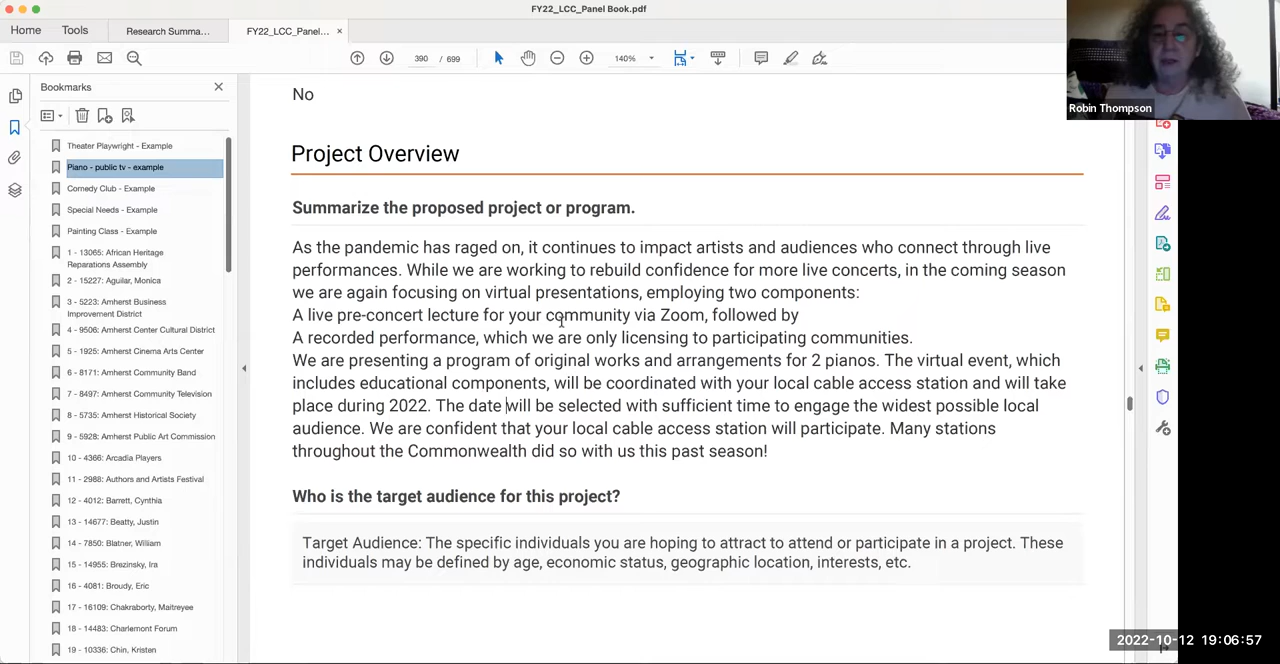 FY22_LCC_Panel Book.pdf
Home
Tools
Research Summa...
FY22_LCC_Panel...
390 / 699
140%
Robin Thompson
Bookmarks
Theater Playwright - Example
Piano - public tv - example
Comedy Club - Example
Special Needs - Example
Painting Class - Example
1 - 13065: African Heritage
Reparations Assembly
2 - 15227: Aguilar, Monica
3 - 5223: Amherst Business
Improvement District
4 - 9506: Amherst Center Cultural District
5 - 1925: Amherst Cinema Arts Center
6 - 8171: Amherst Community Band
7 - 8497: Amherst Community Television
8 - 5735: Amherst Historical Society
9 - 5928: Amherst Public Art Commission
10 - 4366: Arcadia Players
11 - 2988: Authors and Artists Festival
12 - 4012: Barrett, Cynthia
13 - 14677: Beatty, Justin
14 - 7850: Blatner, William
15 - 14955: Brezinsky, Ira
16 - 4081: Broudy, Eric
17 - 16109: Chakraborty, Maitreyee
18 - 14483: Charlemont Forum
19 - 10336: Chin, Kristen
No
Project Overview
Summarize the proposed project or program.
As the pandemic has raged on, it continues to impact artists and audiences who connect through live
performances. While we are working to rebuild confidence for more live concerts, in the coming season
we are again focusing on virtual presentations, employing two components:
A live pre-concert lecture for your community via Zoom, followed by
A recorded performance, which we are only licensing to participating communities.
We are presenting a program of original works and arrangements for 2 pianos. The virtual event, which
includes educational components, will be coordinated with your local cable access station and will take
place during 2022. The date will be selected with sufficient time to engage the widest possible local
audience. We are confident that your local cable access station will participate. Many stations
throughout the Commonwealth did so with us this past season!
Who is the target audience for this project?
Target Audience: The specific individuals you are hoping to attract to attend or participate in a project. These
individuals may be defined by age, economic status, geographic location, interests, etc.
2022-10-12 19:06:57